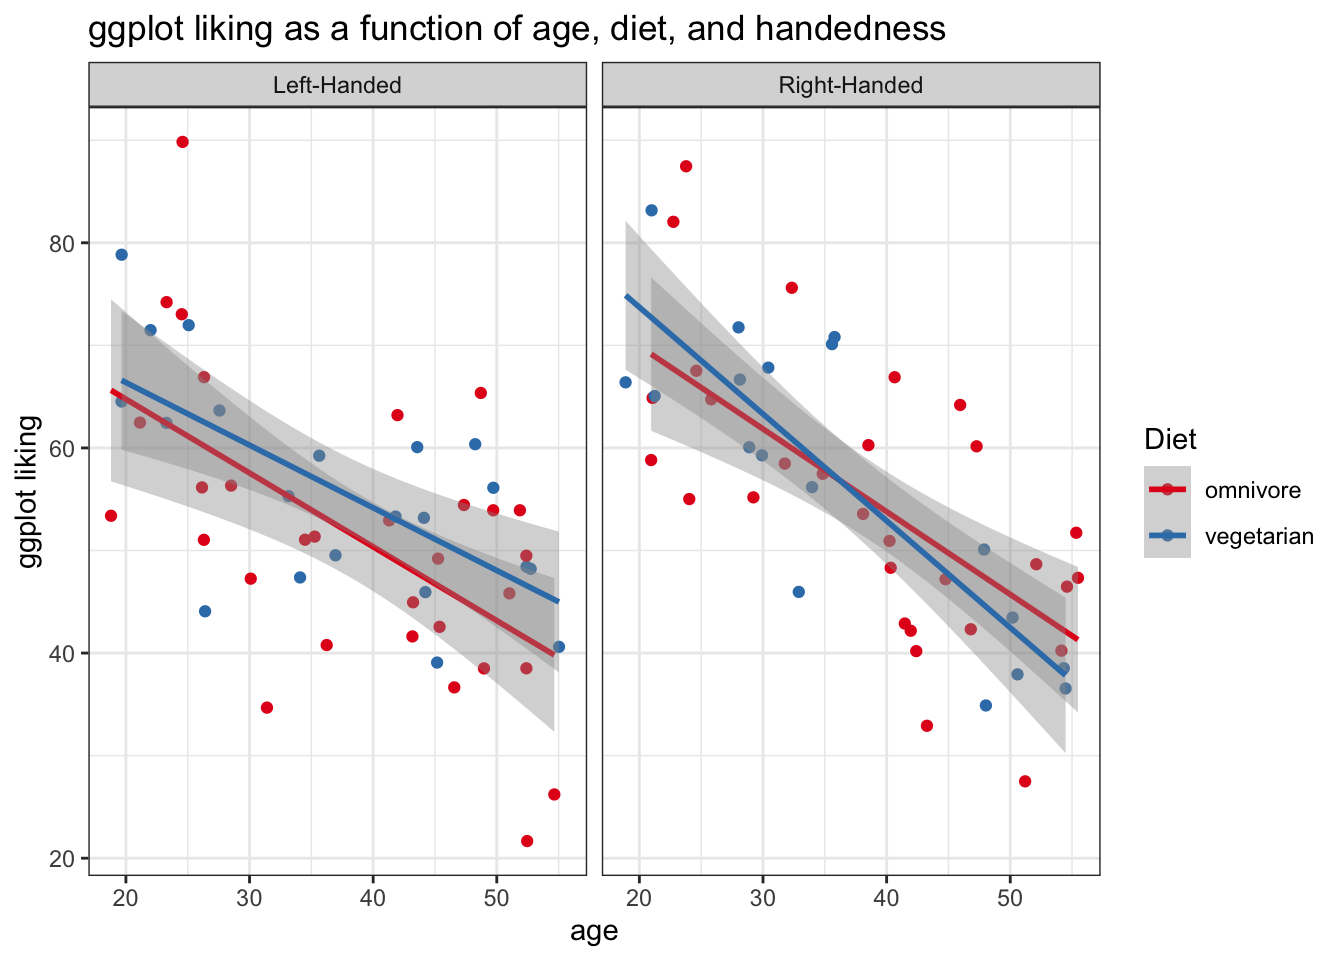 ggplot liking as a function of age, diet, and handedness
Left-Handed
Right-Handed
80
60
40
20
ggplot liking
20 30 40 50
20 30 40 50
age
Diet
omnivore
vegetarian